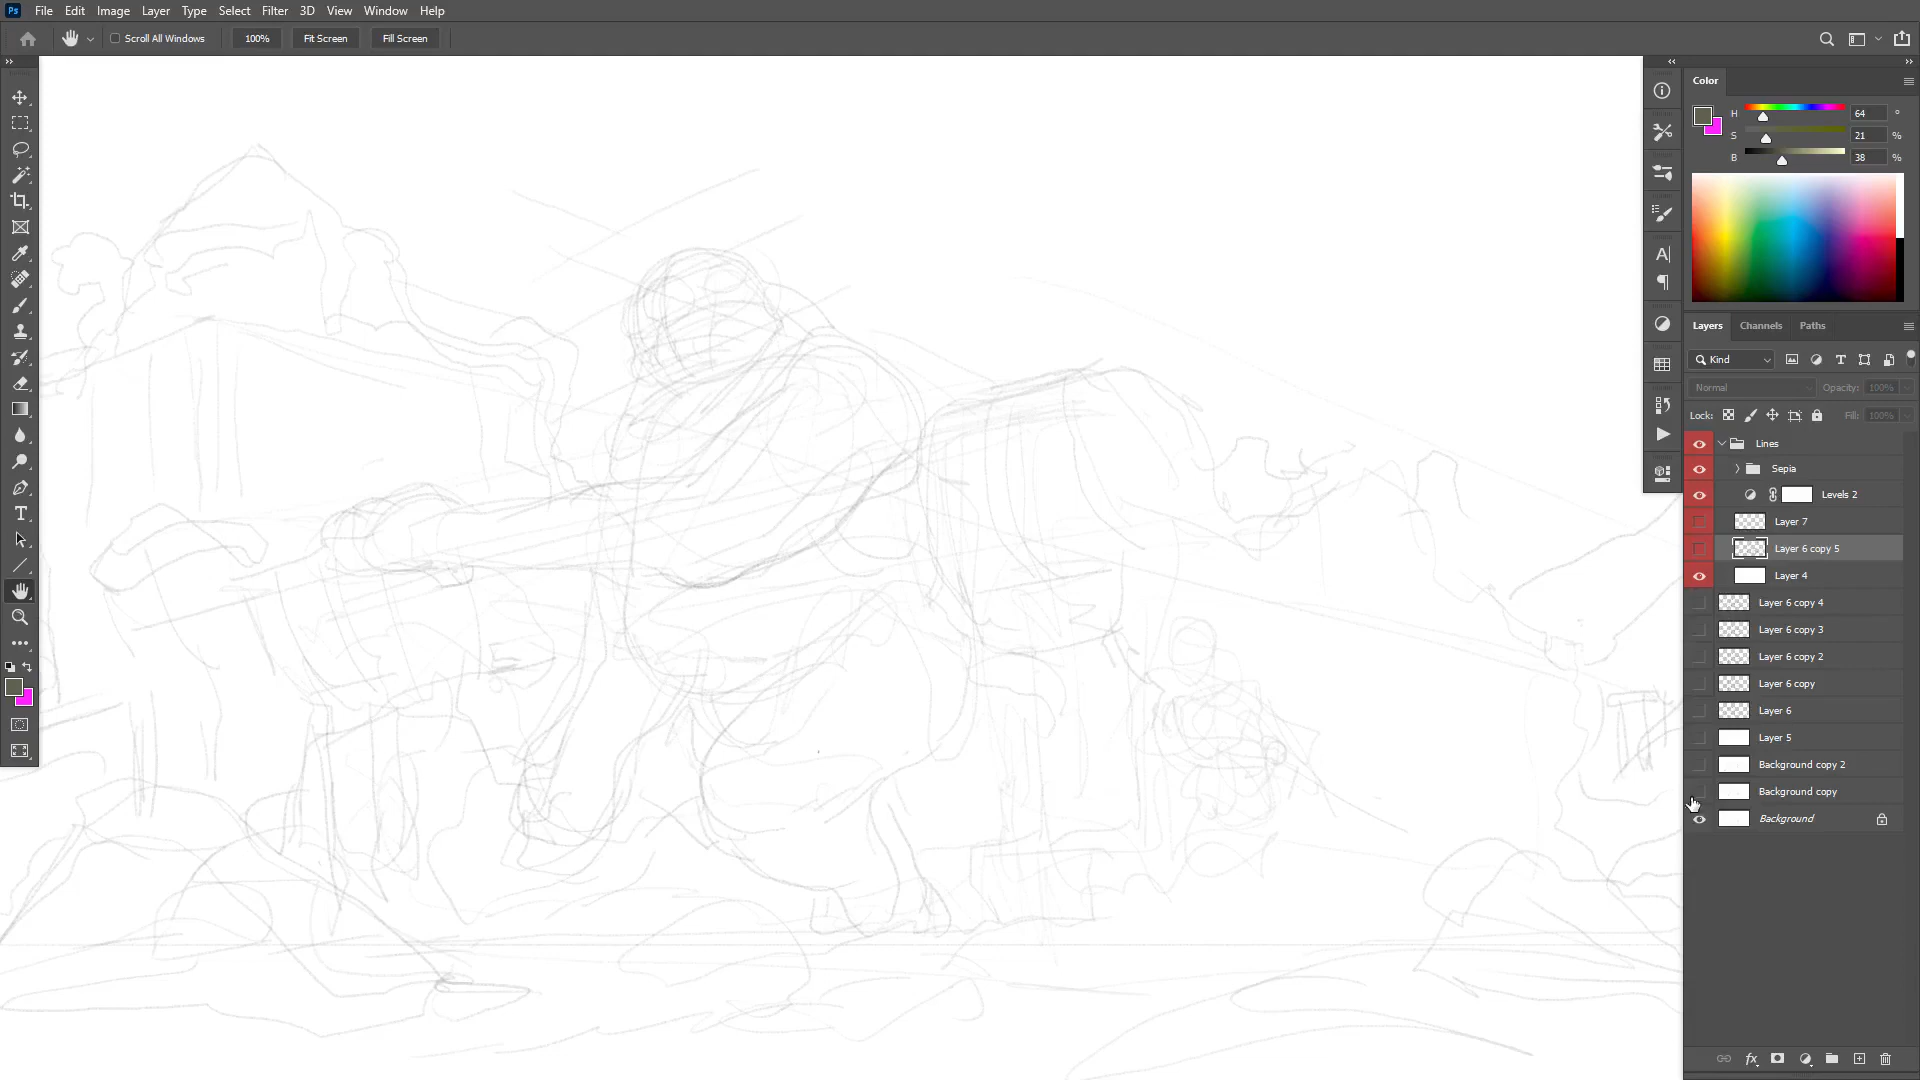 Ps File Edit Image Layer Type Select Filter 3D View Window Help
Scroll All Windows 100% Fit Screen Fill Screen
Color
H 64 °
S 21 %
B 38 %
Layers Channels Paths
Kind
Normal Opacity: 100%
Lock: Fill: 100%
Lines
Sepia
Levels 2
Layer 7
Layer 6 copy 5
Layer 4
Layer 6 copy 4
Layer 6 copy 3
Layer 6 copy 2
Layer 6 copy
Layer 6
Layer 5
Background copy 2
Background copy
Background